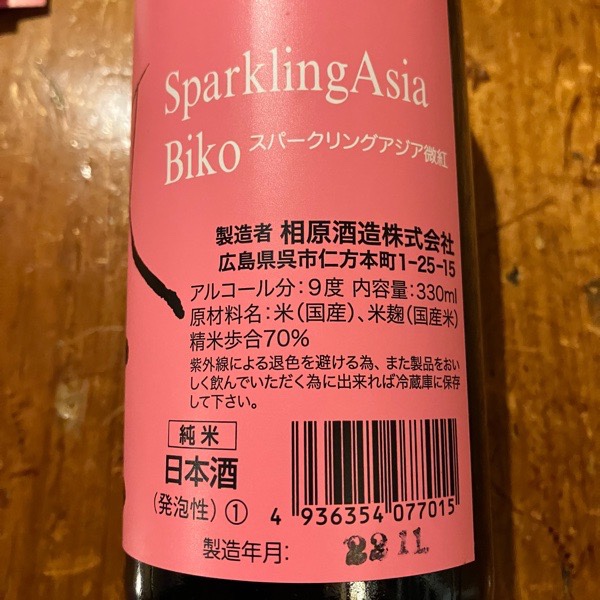 SparklingAsia
Biko スパークリングアジア微紅
製造者 相原酒造株式会社
広島県呉市仁方本町1-25-15
アルコール分：9度 内容量：330ml
原材料名：米（国産）、米麹（国産米）
精米歩合70%
紫外線による退色を避ける為、また製品をおい
しく飲んでいただく為に出来れば冷蔵庫に保存
して下さい。
純米
日本酒
（発泡性）①
4 936354 077015
製造年月： 22 11